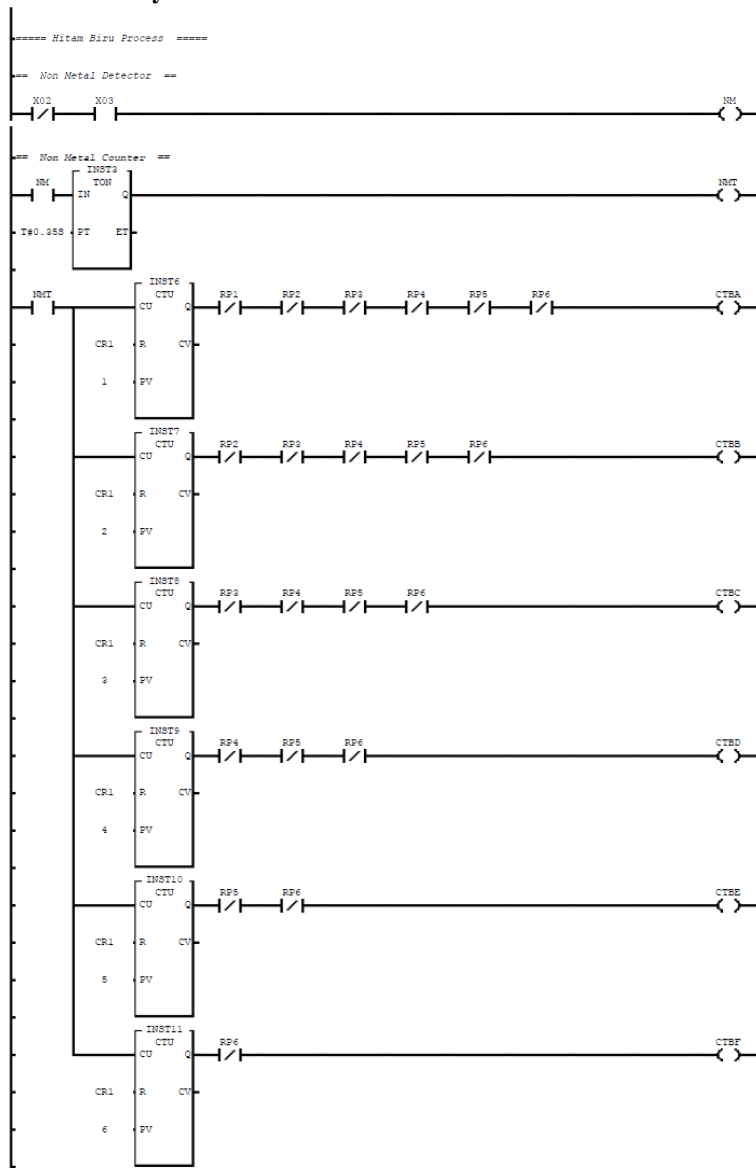 ===== Hitam Biru Process =====
== Non Metal Detector ==
X02 X03 NM
== Non Metal Counter ==
INST3
NM TON NMT
IN Q
T#0.35S PT ET
INST6
NMT CTU RP1 RP2 RP3 RP4 RP5 RP6 CTBA
CU Q
CR1 R CV
1 PV
INST7
CTU RP2 RP3 RP4 RP5 RP6 CTBB
CU Q
CR1 R CV
2 PV
INST8
CTU RP3 RP4 RP5 RP6 CTBC
CU Q
CR1 R CV
3 PV
INST9
CTU RP4 RP5 RP6 CTBD
CU Q
CR1 R CV
4 PV
INST10
CTU RP5 RP6 CTBE
CU Q
CR1 R CV
5 PV
INST11
CTU RP6 CTBF
CU Q
CR1 R CV
6 PV